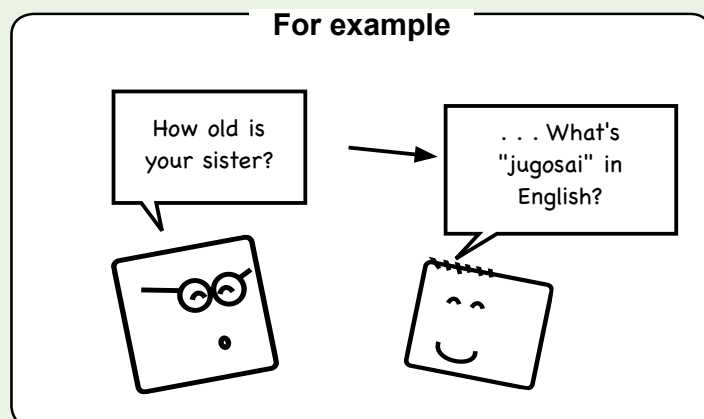 For example
How old is
your sister?
. . . What's
"jugosai" in
English?